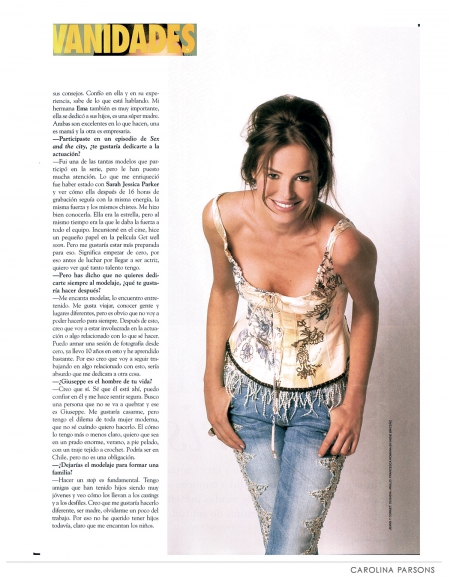 VANIDADES
sus consejos. Confío en ella y en su expe-
riencia, sabe de lo que está hablando. Mi
hermana Ema también es muy importante,
ella se dedicó a sus hijos, es una súper madre.
Ambas son excelentes en lo que hacen, una
es mamá y la otra es empresaria.
—Participaste en un episodio de Sex
and the city, ¿te gustaría dedicarte a la
actuación?
—Fui una de las tantas modelos que par-
ticipó en la serie, pero le han puesto
mucha atención. Lo que me enriqueció
fue haber estado con Sarah Jessica Parker
y ver cómo ella después de 16 horas de
grabación seguía con la misma energía, la
misma fuerza y los mismos chistes. Me hizo
bien conocerla. Ella era la estrella, pero al
mismo tiempo era la que le daba la fuerza a
todo el equipo. Incursioné en el cine, hice
un pequeño papel en la película Get well
soon. Pero me gustaría estar más preparada
para eso. Significa empezar de cero, por
eso antes de luchar por llegar a ser actriz,
quiero ver qué tanto talento tengo.
—Pero has dicho que no quieres dedi-
carte siempre al modelaje, ¿qué te gusta-
ría hacer después?
—Me encanta modelar, lo encuentro entre-
tenido. Me gusta viajar, conocer gente y
lugares diferentes, pero es obvio que no voy a
poder hacerlo para siempre. Después de esto,
creo que voy a estar involucrada en la actua-
ción o algo relacionado con lo que sé hacer.
Puedo armar una sesión de fotografía desde
cero, ya llevo 10 años en esto y he aprendido
bastante. Por eso creo que voy a seguir tra-
bajando en algo relacionado con esto, sería
absurdo que me dedicara a otra cosa.
—¿Giuseppe es el hombre de tu vida?
—Creo que sí. Sé que él está ahí, puedo
confiar en él y me hace sentir segura. Busco
una persona que no se va a quebrar y ese
es Giuseppe. Me gustaría casarme, pero
tengo el dilema de toda mujer moderna,
que no sé cuándo quiero hacerlo. El cómo
lo tengo más o menos claro, quiero que sea
en un prado enorme, verano, a pie pelado,
con un traje tejido a crochet. Podría ser en
Chile, pero no es una obligación.
—¿Dejarías el modelaje para formar una
familia?
—Hacer un stop es fundamental. Tengo
amigas que han tenido hijos siendo muy
jóvenes y veo cómo los llevan a los castings
y a los desfiles. Creo que me gustaría hacerlo
diferente, ser madre, olvidarme un poco del
trabajo. Por eso no he querido tener hijos
todavía, claro que me encantan los niños.
CAROLINA PARSONS